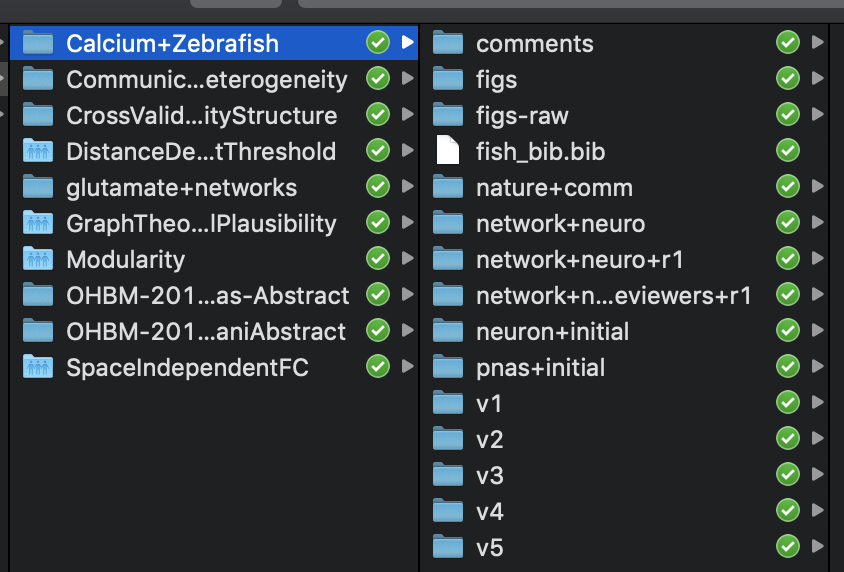 Calcium+Zebrafish
Communic...eterogeneity
CrossValid...ityStructure
DistanceDe...tThreshold
glutamate+networks
GraphTheo...lPlausibility
Modularity
OHBM-201...as-Abstract
OHBM-201...aniAbstract
SpaceIndependentFC
comments
figs
figs-raw
fish_bib.bib
nature+comm
network+neuro
network+neuro+r1
network+n...eviewers+r1
neuron+initial
pnas+initial
v1
v2
v3
v4
v5